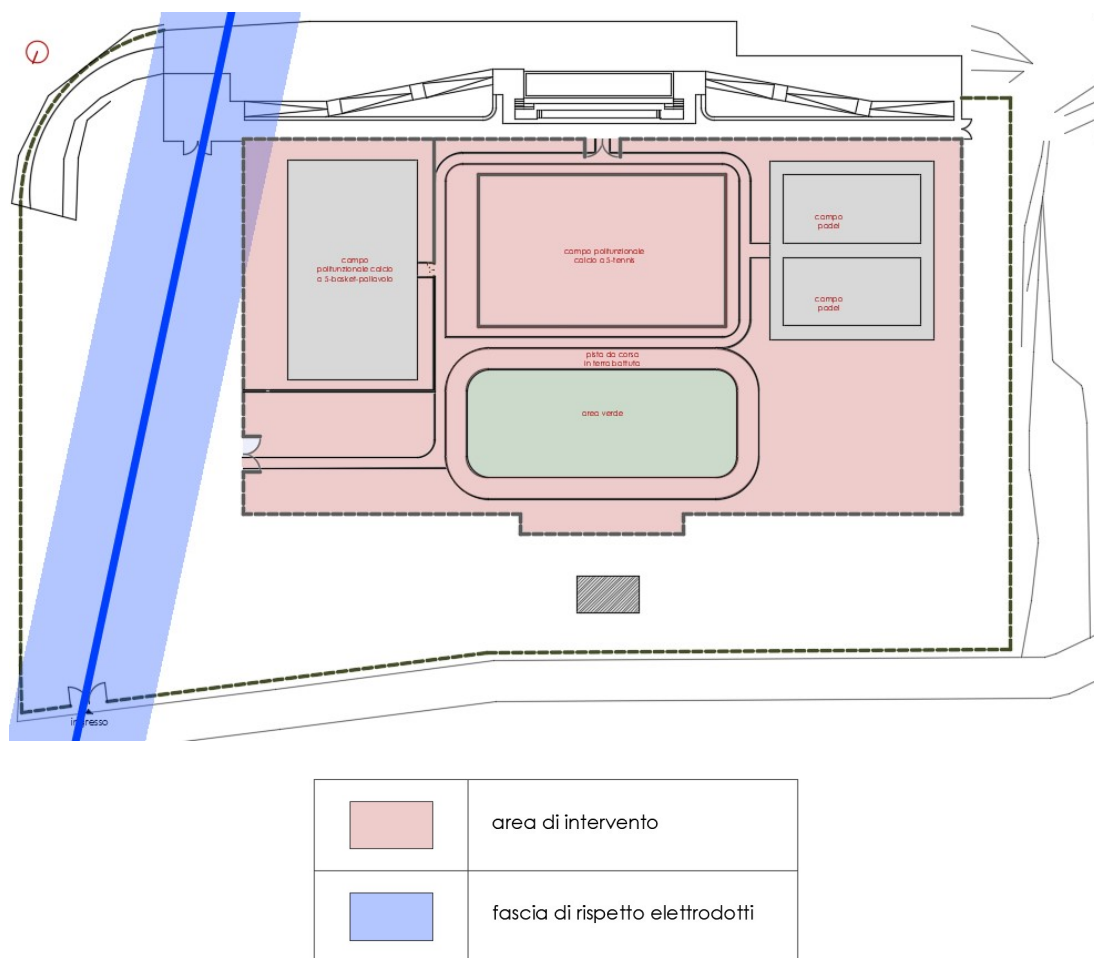 campo
padel
campo
polifunzionale calcio
a 5-tennis
campo
polifunzionale calcio
a 5-basket-pallavolo
campo
padel
pista da corsa
in terra battuta
area verde
ingresso
area di intervento
fascia di rispetto elettrodotti